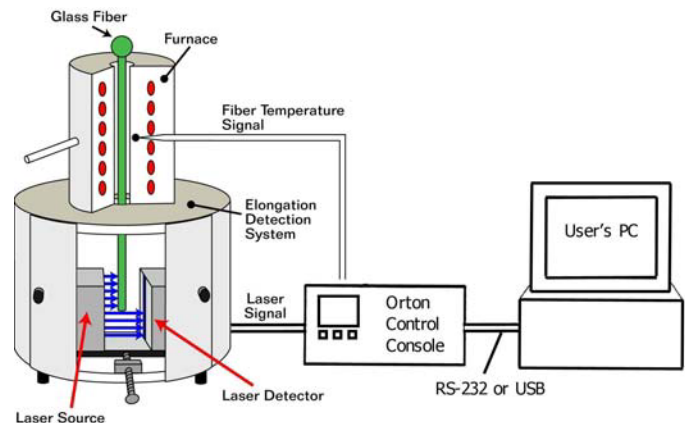 Glass Fiber
Furnace
Fiber Temperature
Signal
Elongation
Detection
System
User's PC
Laser
Signal
Orton
Control
Console
RS-232 or USB
Laser Detector
Laser Source